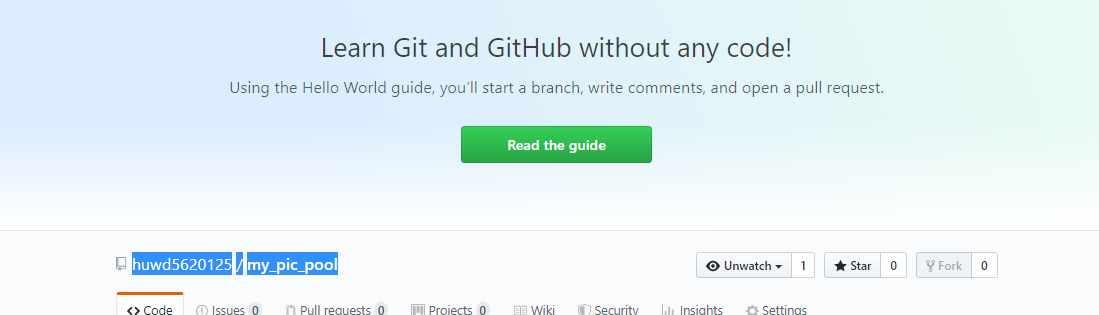 Learn Git and GitHub without any code!
Using the Hello World guide, you’ll start a branch, write comments, and open a pull request.
Read the guide
huwd5620125 / my_pic_pool Unwatch 1 Star 0 Fork 0
Code Issues 0 Pull requests 0 Projects 0 Wiki Security Insights Settings